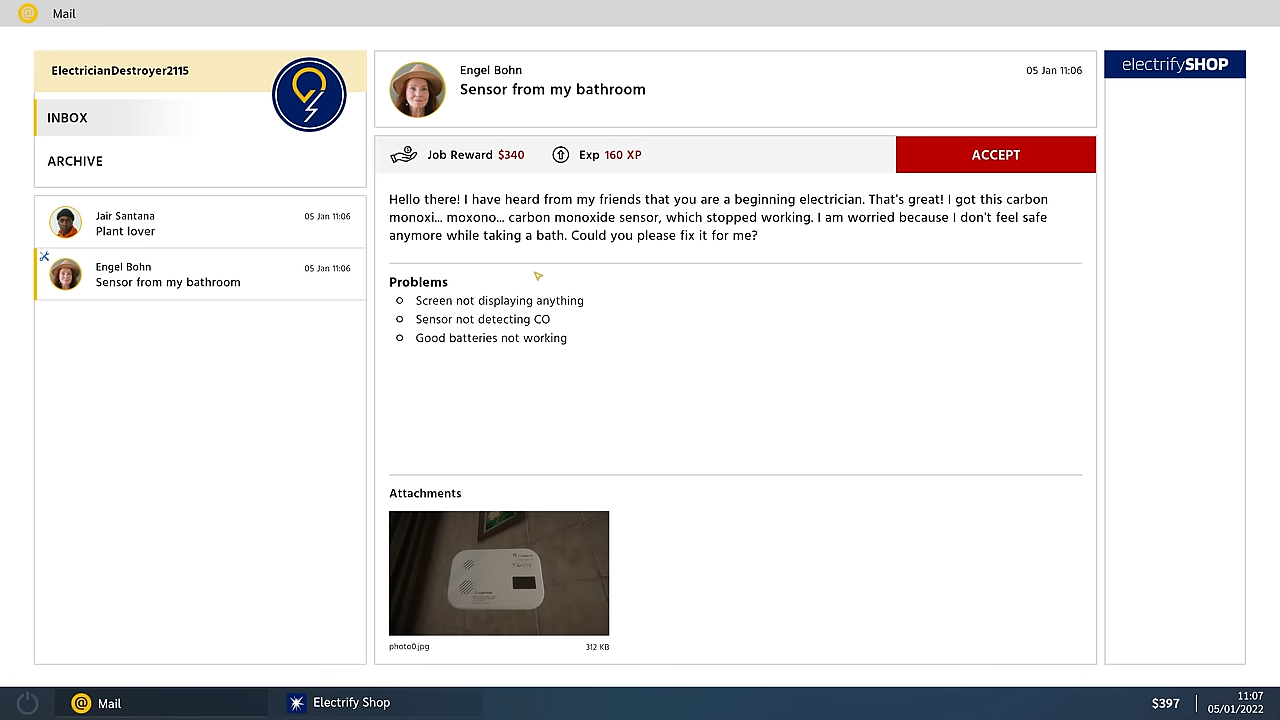 Mail
ElectricianDestroyer2115
INBOX
ARCHIVE
Jair Santana
05 Jan 11:06
Plant lover
Engel Bohn
05 Jan 11:06
Sensor from my bathroom
Engel Bohn
05 Jan 11:06
Sensor from my bathroom
Job Reward $340
Exp 160 XP
ACCEPT
Hello there! I have heard from my friends that you are a beginning electrician. That's great! I got this carbon
monoxi... moxono... carbon monoxide sensor, which stopped working. I am worried because I don't feel safe
anymore while taking a bath. Could you please fix it for me?
Problems
Screen not displaying anything
Sensor not detecting CO
Good batteries not working
Attachments
photo0.jpg
312 KB
electrifySHOP
Mail
Electrify Shop
$397
11:07
05/01/2022